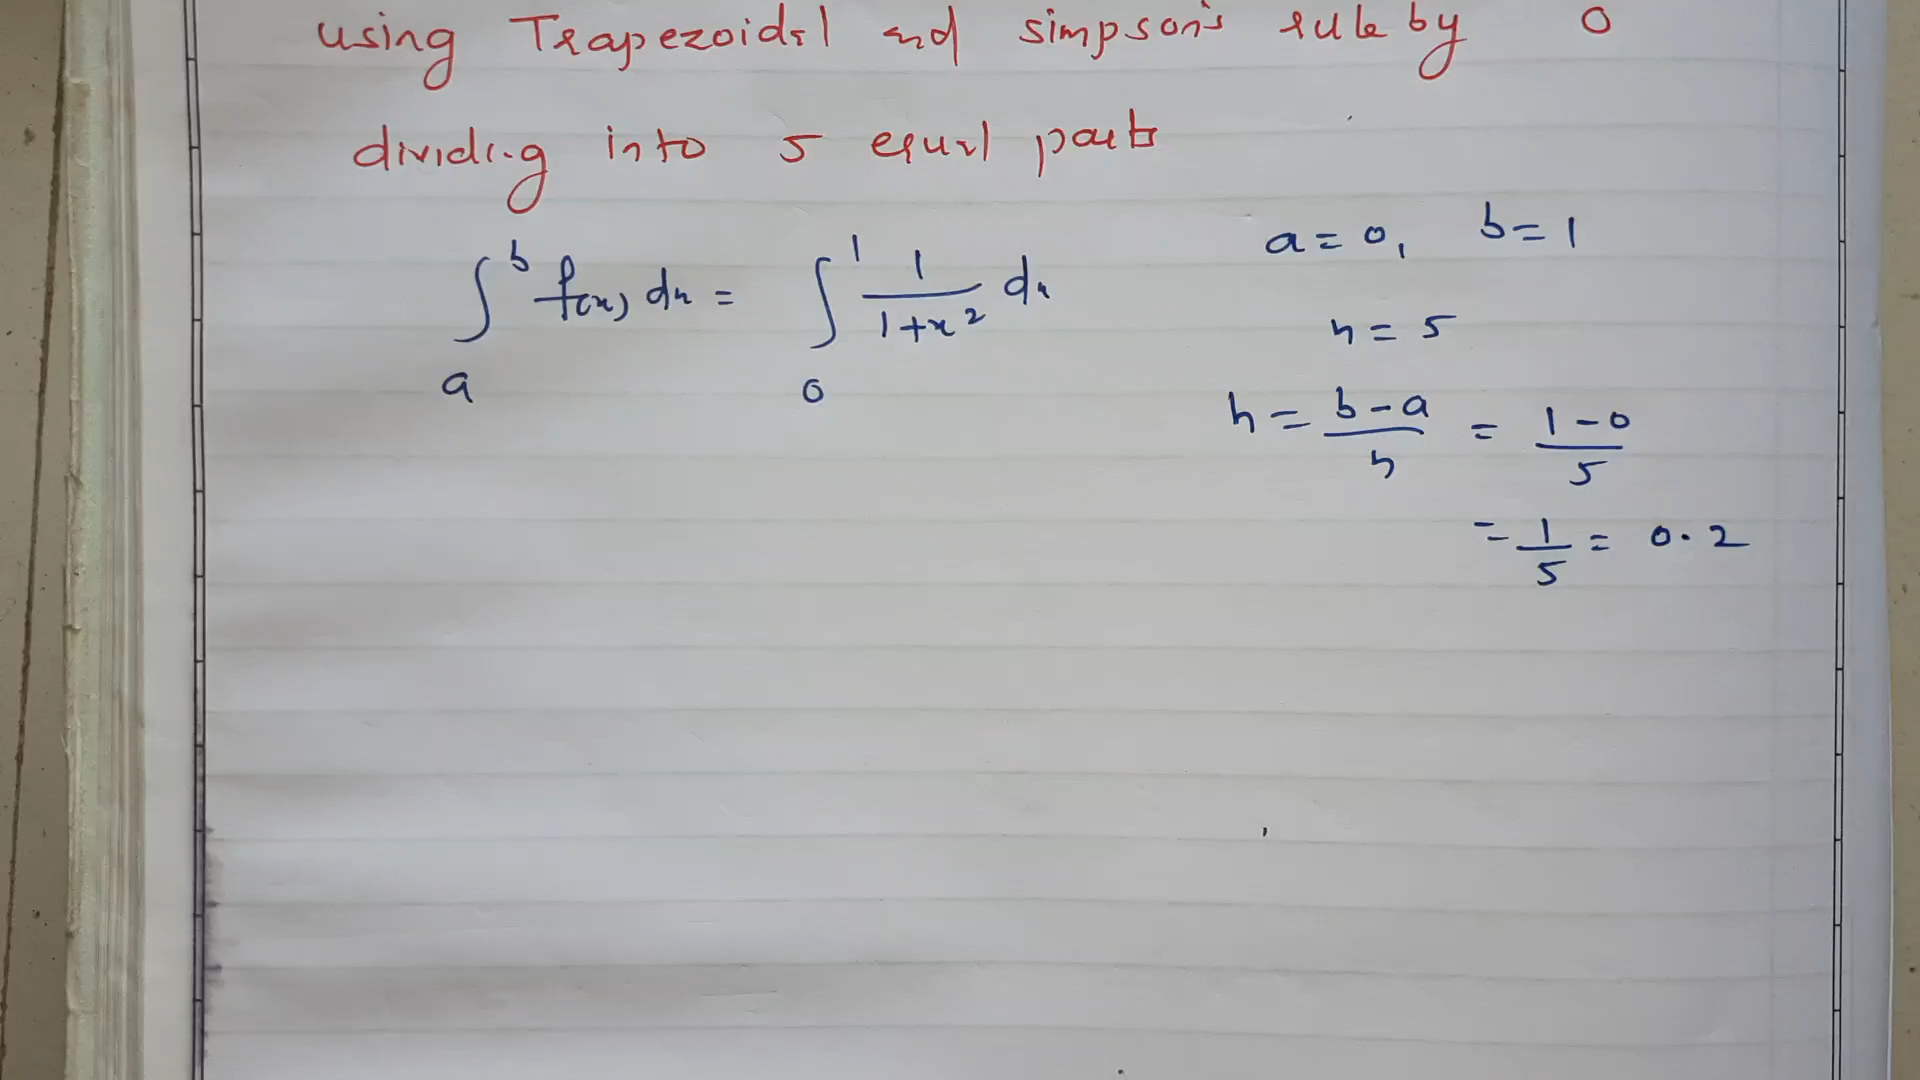 using Trapezoidal and simpson's rule by 0
dividing into 5 equal parts
∫ₐᵇ f(x) dx = ∫₀¹ 1/(1+x²) dx
a = 0, b = 1
n = 5
h = (b-a)/n = (1-0)/5
= 1/5 = 0.2